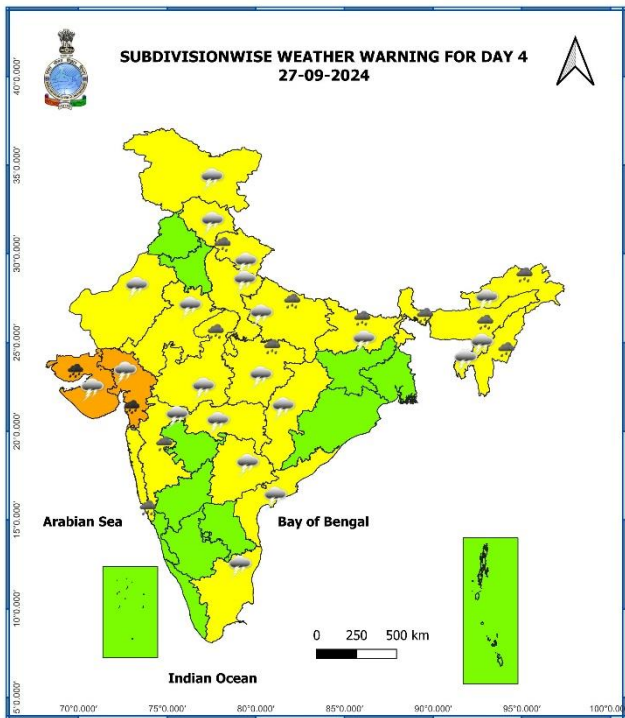 SUBDIVISIONWISE WEATHER WARNING FOR DAY 4
27-09-2024
40°0.000'
35°0.000'
30°0.000'
25°0.000'
20°0.000'
15°0.000'
10°0.000'
5°0.000'
Arabian Sea
Bay of Bengal
Indian Ocean
0 250 500 km
70°0.000' 75°0.000' 80°0.000' 85°0.000' 90°0.000' 95°0.000'